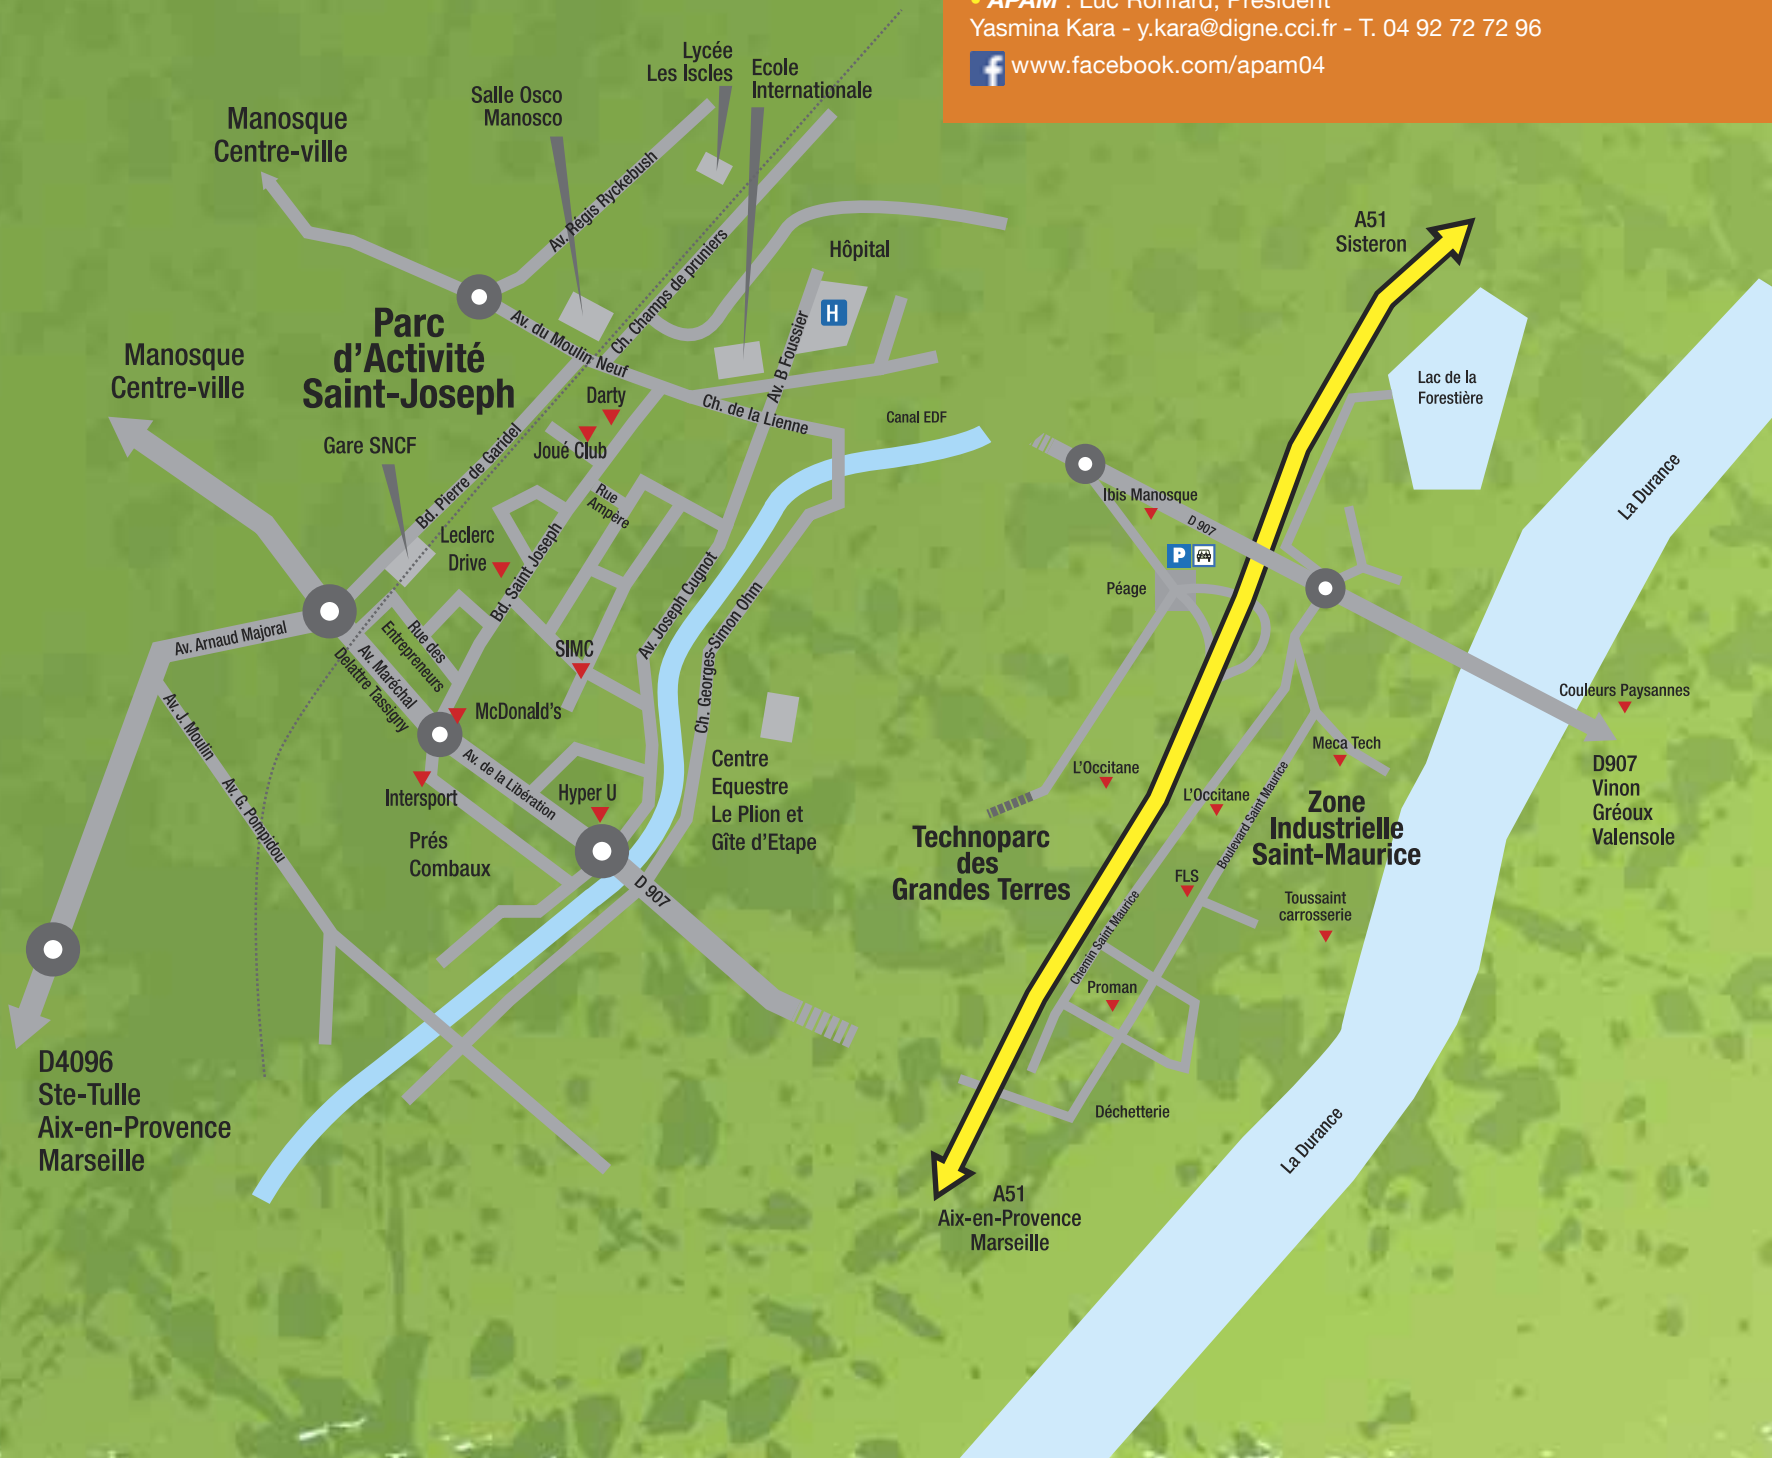 • APAM : Luc Ronfard, Président
Yasmina Kara - y.kara@digne.cci.fr - T. 04 92 72 72 96
f www.facebook.com/apam04
Lycée
Les Iscles
Ecole
Internationale
Salle Osco
Manosco
Manosque
Centre-ville
Av. Régis Ryckebush
Ch. Champs de pruniers
Hôpital
H
Av. B Foussier
Parc
d'Activité
Saint-Joseph
Av. du Moulin Neuf
Manosque
Centre-ville
Darty
Joué Club
Ch. de la Lienne
Canal EDF
Gare SNCF
Bd. Pierre de Garidel
Leclerc
Drive
Rue
Ampère
Bd. Saint Joseph
Av. Joseph Cugnot
Ch. Georges-Simon Ohm
Av. Arnaud Majoral
Rue des
Entrepreneurs
Av. Maréchal
Delattre Tassigny
SIMC
McDonald's
Av. J. Moulin
Av. G. Pompidou
Intersport
Av. de la Libération
Hyper U
Prés
Combaux
Centre
Equestre
Le Plion et
Gîte d'Etape
D 907
D4096
Ste-Tulle
Aix-en-Provence
Marseille
A51
Sisteron
Lac de la
Forestière
La Durance
Ibis Manosque
D 907
P
Péage
Couleurs Paysannes
D907
Vinon
Gréoux
Valensole
Meca Tech
L'Occitane
L'Occitane
Boulevard Saint Maurice
Zone
Industrielle
Saint-Maurice
Technoparc
des
Grandes Terres
FLS
Toussaint
carrosserie
Chemin Saint Maurice
Proman
Déchetterie
La Durance
A51
Aix-en-Provence
Marseille